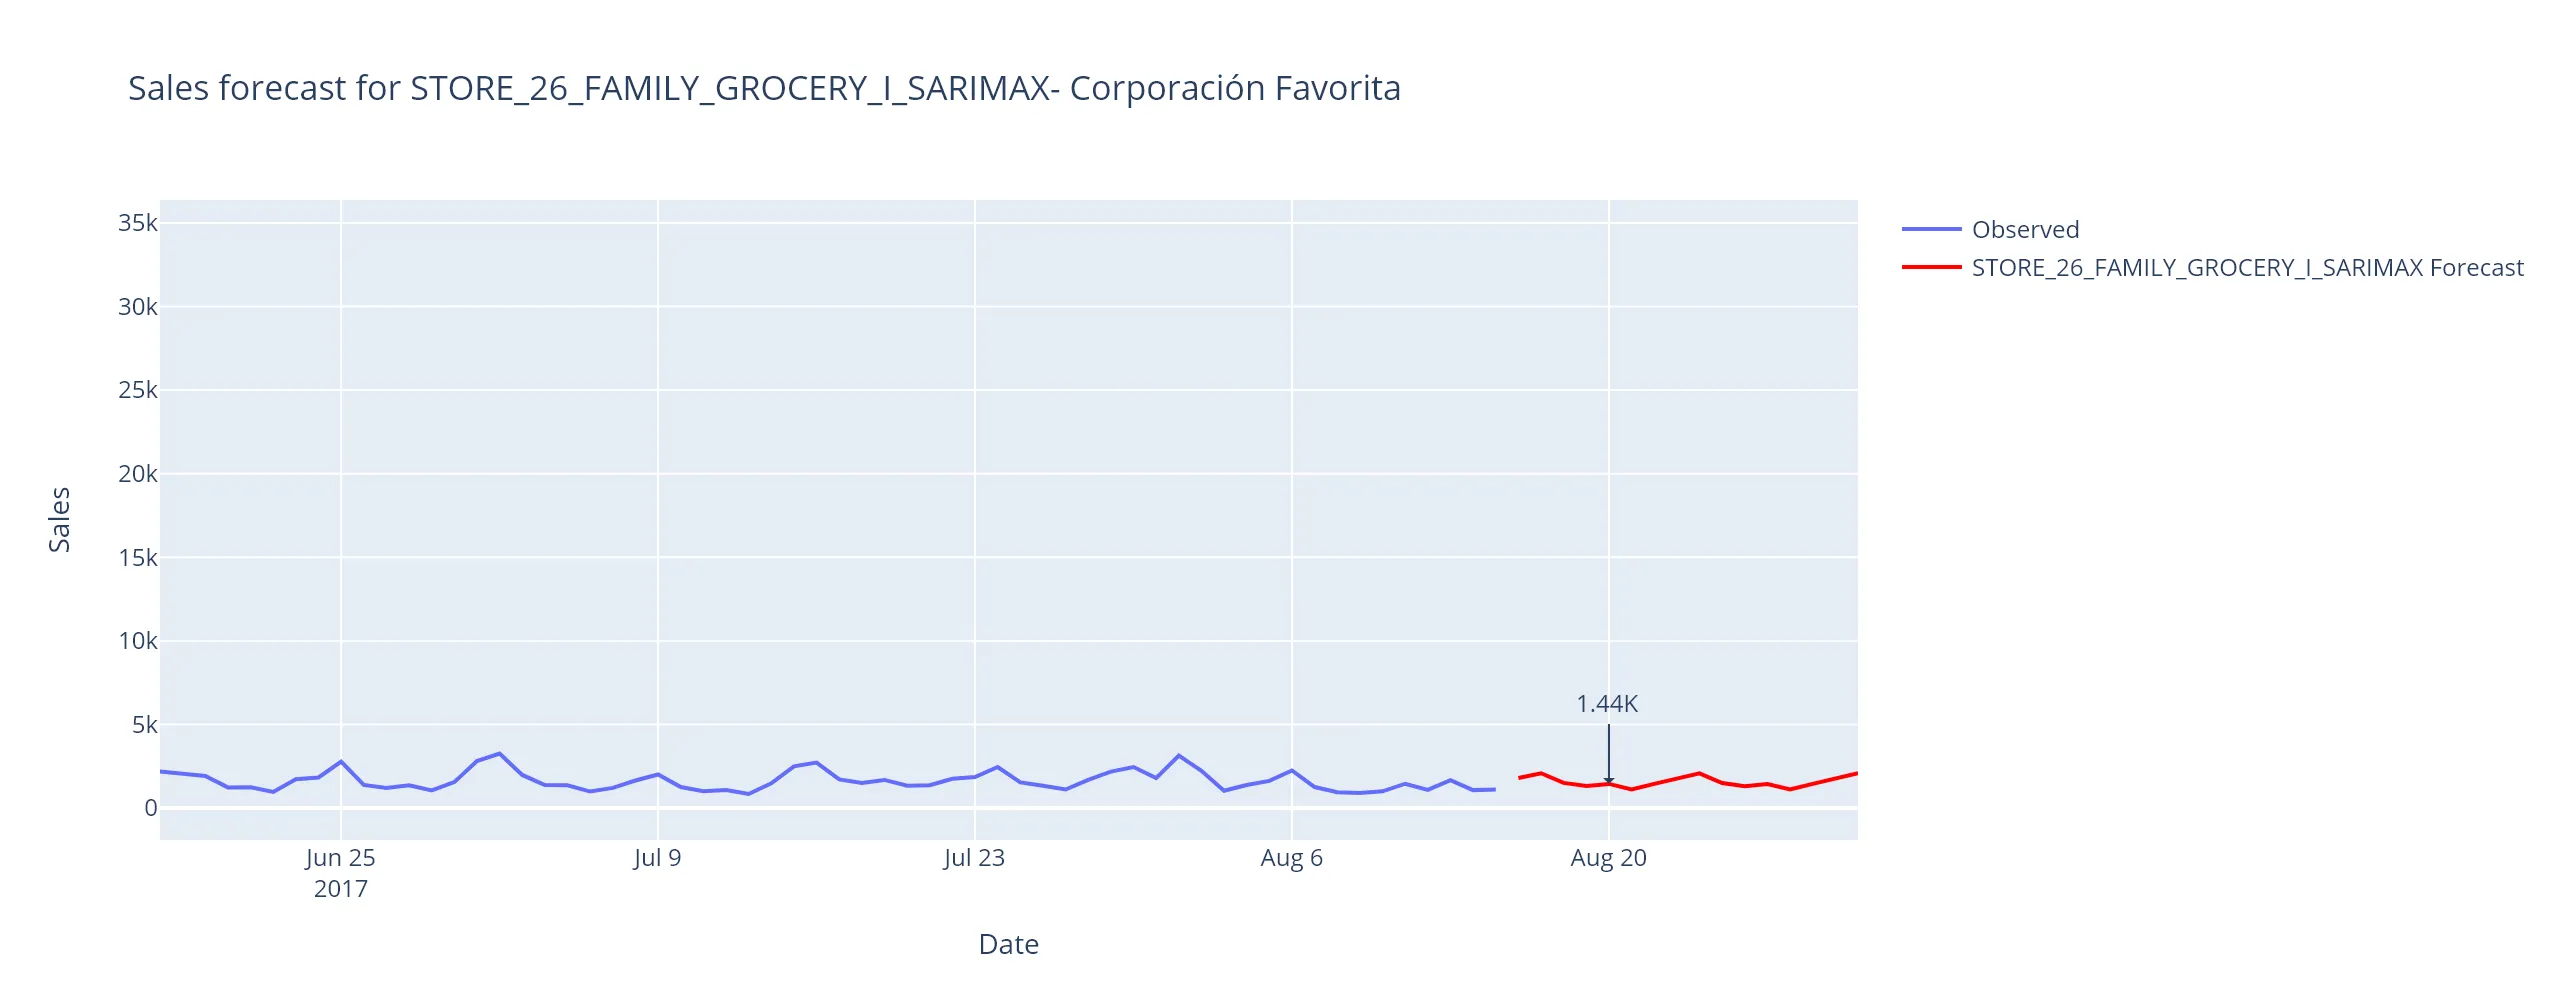 Sales forecast for STORE_26_FAMILY_GROCERY_I_SARIMAX- Corporación Favorita
Observed
STORE_26_FAMILY_GROCERY_I_SARIMAX Forecast
35k
30k
25k
20k
15k
10k
5k
0
Sales
1.44K
Jun 25
2017
Jul 9
Jul 23
Aug 6
Aug 20
Date